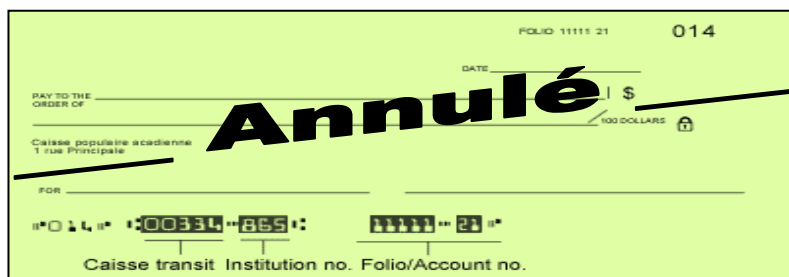 FOLIO 11111 21 014
DATE
PAY TO THE
ORDER OF $
Annulé
/100 DOLLARS
Caisse populaire acadienne
1 rue Principale
FOR
⑈014⑈ ⑆00334⑉865⑆ 11111⑉21⑈
Caisse transit Institution no. Folio/Account no.